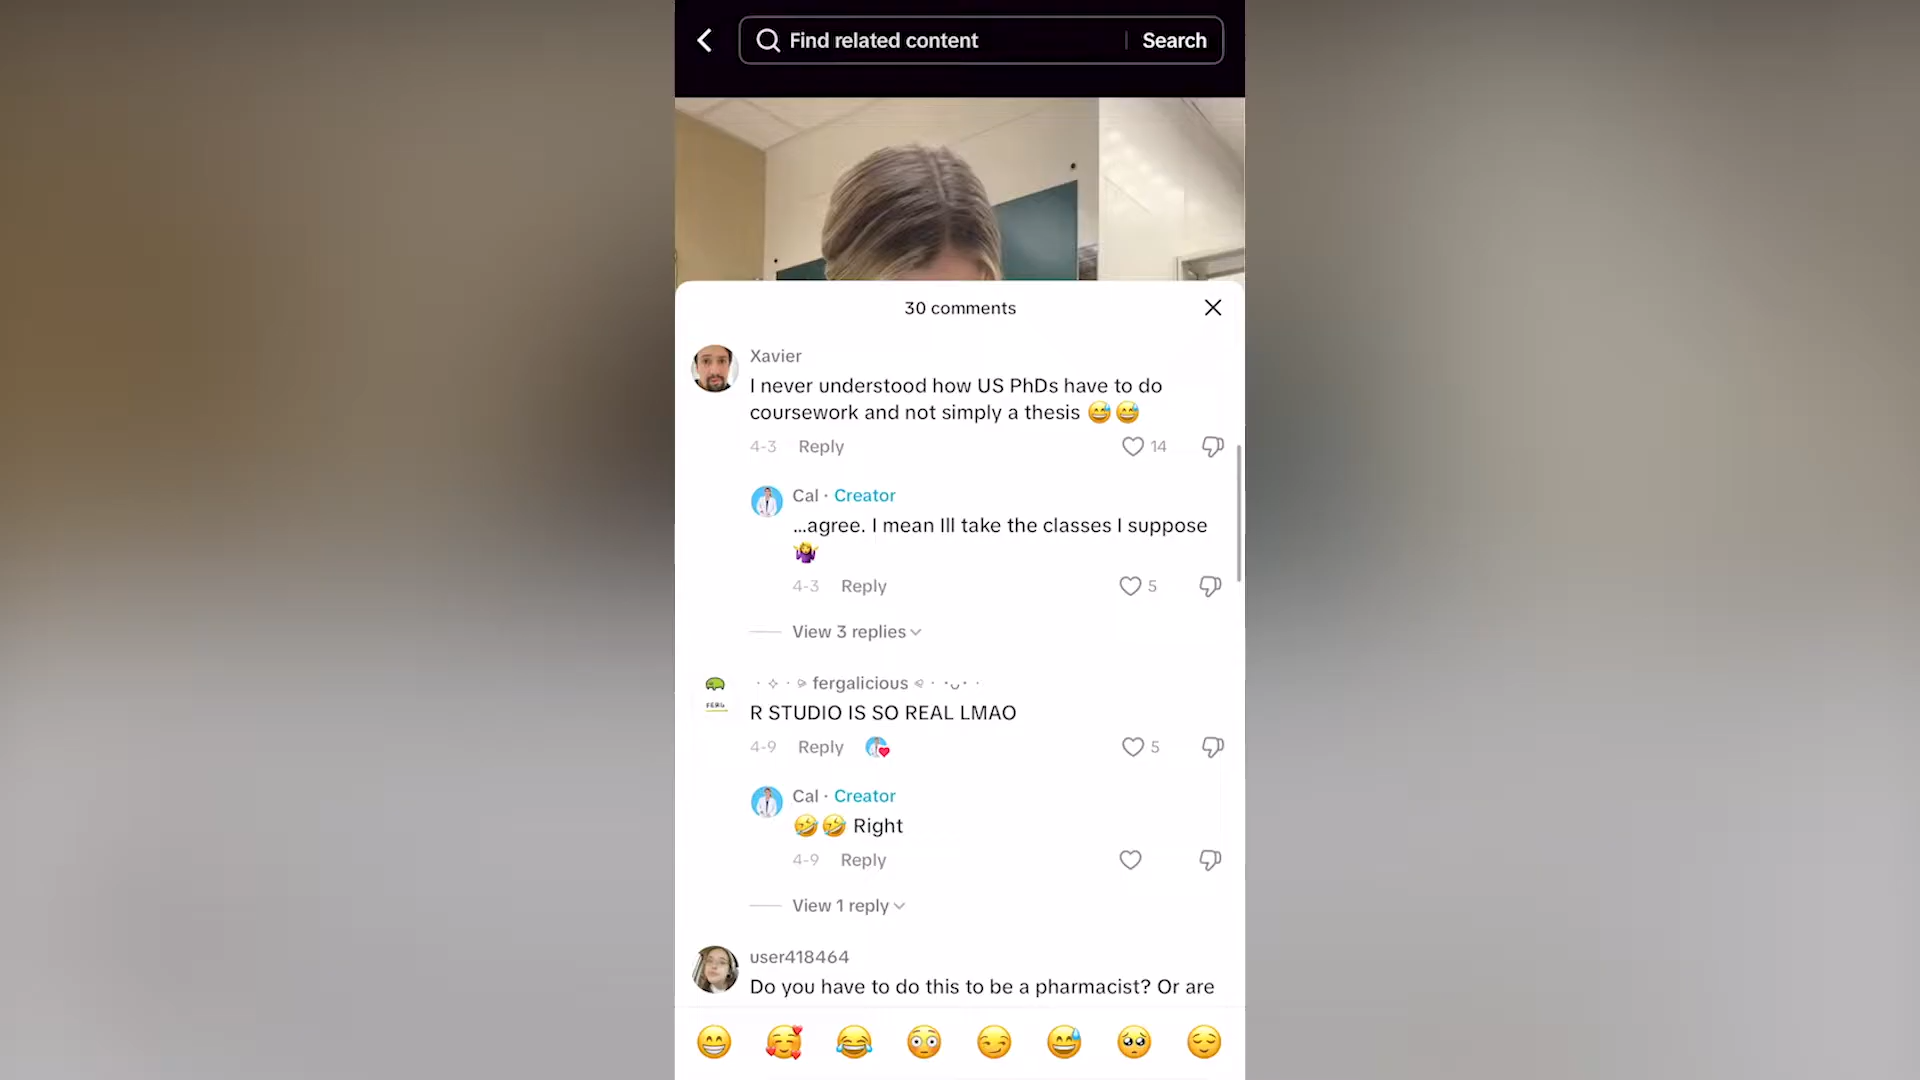 Find related content
Search
30 comments
Xavier
I never understood how US PhDs have to do
coursework and not simply a thesis 😅😅
4-3 Reply 14
Cal · Creator
...agree. I mean Ill take the classes I suppose
🤷‍♀️
4-3 Reply 5
View 3 replies
fergalicious
FERG
R STUDIO IS SO REAL LMAO
4-9 Reply 5
Cal · Creator
🤣🤣 Right
4-9 Reply
View 1 reply
user418464
Do you have to do this to be a pharmacist? Or are